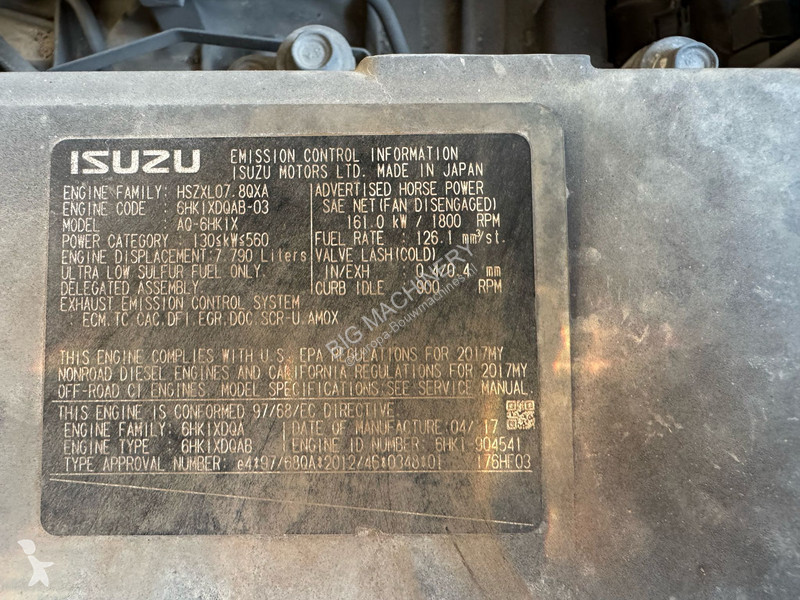 ISUZU EMISSION CONTROL INFORMATION
ISUZU MOTORS LTD. MADE IN JAPAN
ENGINE FAMILY: HSZXL07.8QXA
ENGINE CODE : 6HK1XDQAB-03
MODEL AQ-6HK1X
POWER CATEGORY : 130≤kW≤560
ENGINE DISPLACEMENT:7.790 Liters
ULTRA LOW SULFUR FUEL ONLY
DELEGATED ASSEMBLY
EXHAUST EMISSION CONTROL SYSTEM
ECM.TC.CAC.DFI.EGR.DOC.SCR-U.AMOX
ADVERTISED HORSE POWER
SAE NET(FAN DISENGAGED)
161.0 kW / 1800 RPM
FUEL RATE : 126.1 mm³/st.
VALVE LASH(COLD)
IN/EXH : 0.4/0.4 mm
CURB IDLE : 900 RPM
THIS ENGINE COMPLIES WITH U.S. EPA REGULATIONS FOR 2017MY
NONROAD DIESEL ENGINES AND CALIFORNIA REGULATIONS FOR 2017MY
OFF-ROAD CI ENGINES. MODEL SPECIFICATIONS:SEE SERVICE MANUAL.
THIS ENGINE IS CONFORMED 97/68/EC DIRECTIVE.
ENGINE FAMILY: 6HK1XDQA DATE OF MANUFACTURE:04/'17
ENGINE TYPE : 6HK1XDQAB ENGINE ID NUMBER: 6HK1 904541
TYPE APPROVAL NUMBER: e4*97/68QA*2012/46*0348*01 176HF03
BIG MACHINERY
Europa-Bouwmachines.nl